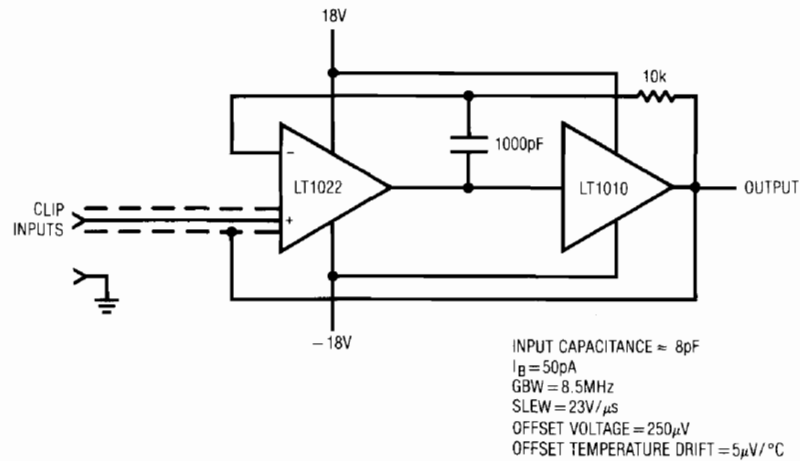 18V
10k
−
1000pF
LT1022
LT1010
OUTPUT
CLIP
INPUTS
+
−18V
INPUT CAPACITANCE ≈ 8pF
IB = 50pA
GBW = 8.5MHz
SLEW = 23V/µs
OFFSET VOLTAGE = 250µV
OFFSET TEMPERATURE DRIFT = 5µV/°C